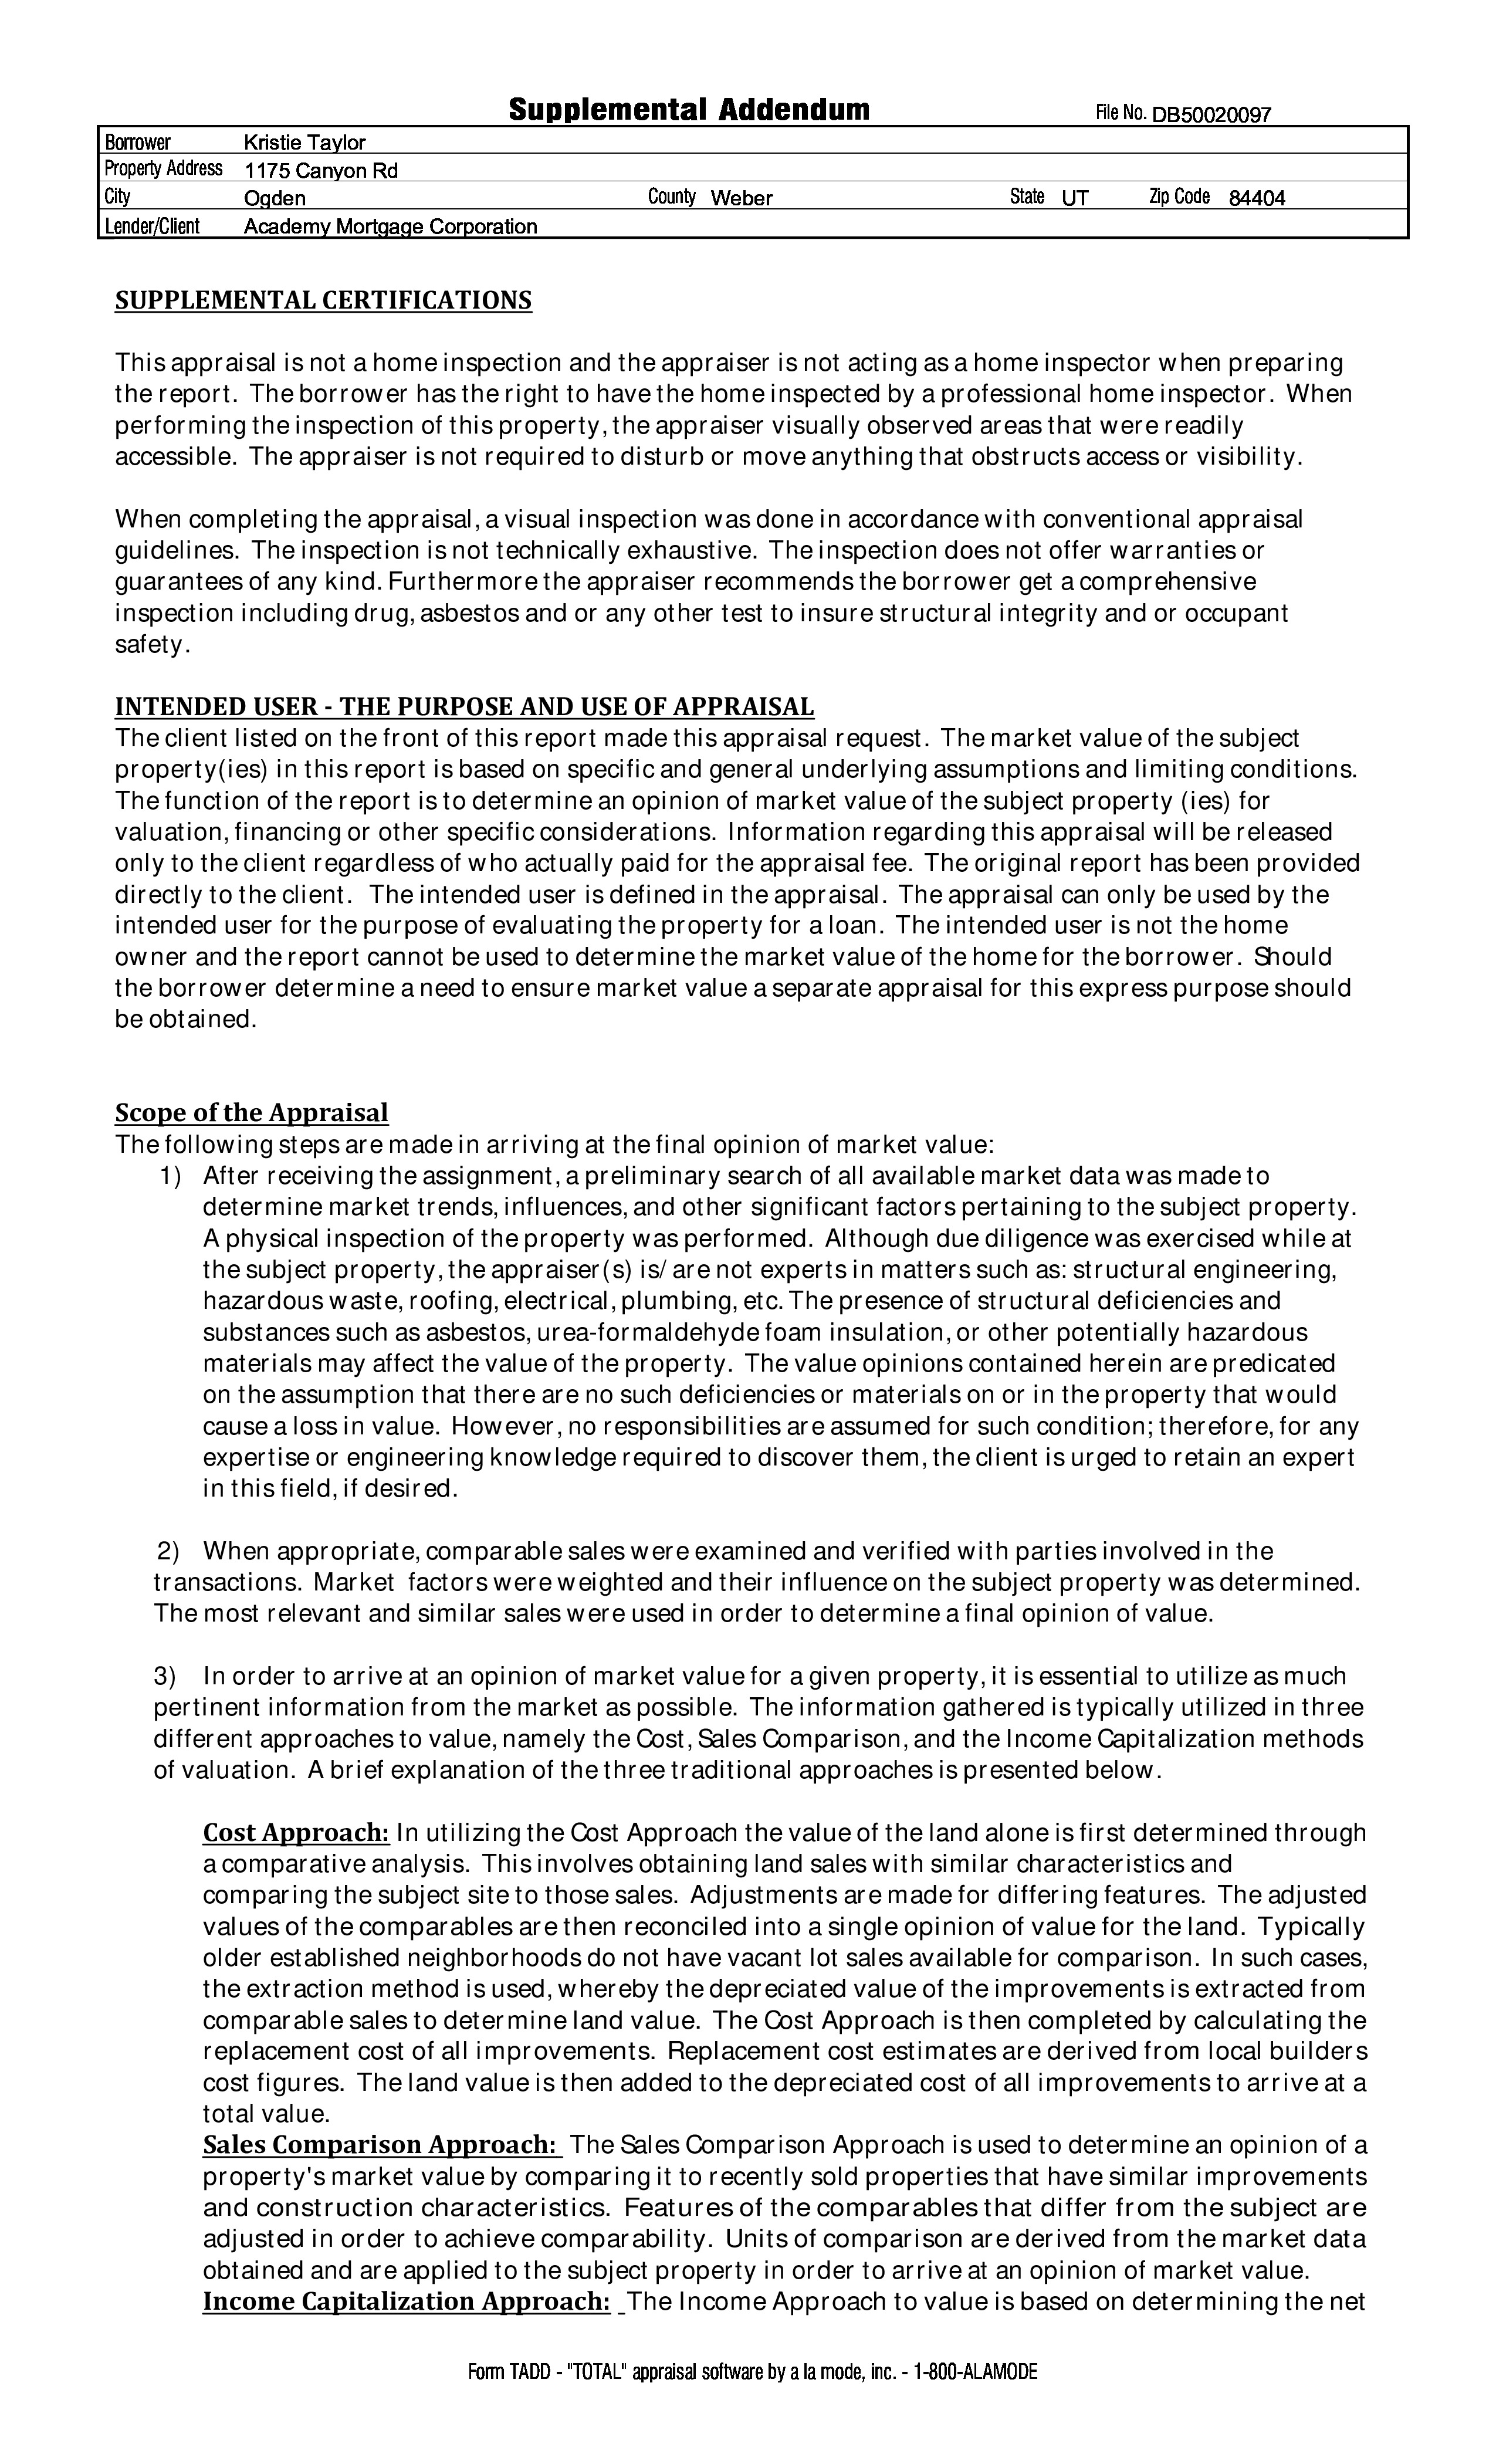 Supplemental Addendum File No. DB50020097
Borrower Kristie Taylor
Property Address 1175 Canyon Rd
City Ogden County Weber State UT Zip Code 84404
Lender/Client Academy Mortgage Corporation
SUPPLEMENTAL CERTIFICATIONS
This appraisal is not a home inspection and the appraiser is not acting as a home inspector when preparing
the report. The borrower has the right to have the home inspected by a professional home inspector. When
performing the inspection of this property, the appraiser visually observed areas that were readily
accessible. The appraiser is not required to disturb or move anything that obstructs access or visibility.
When completing the appraisal, a visual inspection was done in accordance with conventional appraisal
guidelines. The inspection is not technically exhaustive. The inspection does not offer warranties or
guarantees of any kind. Furthermore the appraiser recommends the borrower get a comprehensive
inspection including drug, asbestos and or any other test to insure structural integrity and or occupant
safety.
INTENDED USER - THE PURPOSE AND USE OF APPRAISAL
The client listed on the front of this report made this appraisal request. The market value of the subject
property(ies) in this report is based on specific and general underlying assumptions and limiting conditions.
The function of the report is to determine an opinion of market value of the subject property (ies) for
valuation, financing or other specific considerations. Information regarding this appraisal will be released
only to the client regardless of who actually paid for the appraisal fee. The original report has been provided
directly to the client. The intended user is defined in the appraisal. The appraisal can only be used by the
intended user for the purpose of evaluating the property for a loan. The intended user is not the home
owner and the report cannot be used to determine the market value of the home for the borrower. Should
the borrower determine a need to ensure market value a separate appraisal for this express purpose should
be obtained.
Scope of the Appraisal
The following steps are made in arriving at the final opinion of market value:
1) After receiving the assignment, a preliminary search of all available market data was made to
determine market trends, influences, and other significant factors pertaining to the subject property.
A physical inspection of the property was performed. Although due diligence was exercised while at
the subject property, the appraiser(s) is/ are not experts in matters such as: structural engineering,
hazardous waste, roofing, electrical, plumbing, etc. The presence of structural deficiencies and
substances such as asbestos, urea-formaldehyde foam insulation, or other potentially hazardous
materials may affect the value of the property. The value opinions contained herein are predicated
on the assumption that there are no such deficiencies or materials on or in the property that would
cause a loss in value. However, no responsibilities are assumed for such condition; therefore, for any
expertise or engineering knowledge required to discover them, the client is urged to retain an expert
in this field, if desired.
2) When appropriate, comparable sales were examined and verified with parties involved in the
transactions. Market factors were weighted and their influence on the subject property was determined.
The most relevant and similar sales were used in order to determine a final opinion of value.
3) In order to arrive at an opinion of market value for a given property, it is essential to utilize as much
pertinent information from the market as possible. The information gathered is typically utilized in three
different approaches to value, namely the Cost, Sales Comparison, and the Income Capitalization methods
of valuation. A brief explanation of the three traditional approaches is presented below.
Cost Approach: In utilizing the Cost Approach the value of the land alone is first determined through
a comparative analysis. This involves obtaining land sales with similar characteristics and
comparing the subject site to those sales. Adjustments are made for differing features. The adjusted
values of the comparables are then reconciled into a single opinion of value for the land. Typically
older established neighborhoods do not have vacant lot sales available for comparison. In such cases,
the extraction method is used, whereby the depreciated value of the improvements is extracted from
comparable sales to determine land value. The Cost Approach is then completed by calculating the
replacement cost of all improvements. Replacement cost estimates are derived from local builders
cost figures. The land value is then added to the depreciated cost of all improvements to arrive at a
total value.
Sales Comparison Approach: The Sales Comparison Approach is used to determine an opinion of a
property's market value by comparing it to recently sold properties that have similar improvements
and construction characteristics. Features of the comparables that differ from the subject are
adjusted in order to achieve comparability. Units of comparison are derived from the market data
obtained and are applied to the subject property in order to arrive at an opinion of market value.
Income Capitalization Approach: The Income Approach to value is based on determining the net
Form TADD - "TOTAL" appraisal software by a la mode, inc. - 1-800-ALAMODE